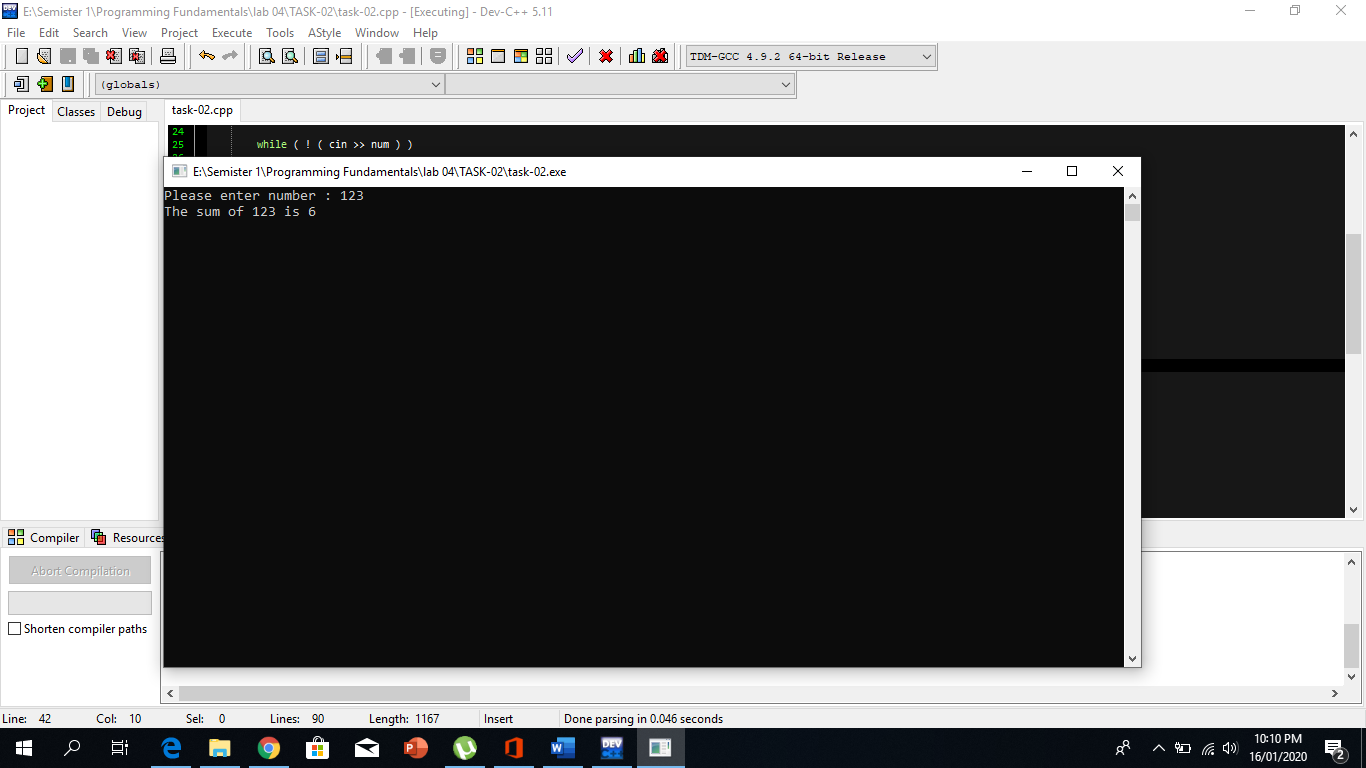 E:\Semister 1\Programming Fundamentals\lab 04\TASK-02\task-02.cpp - [Executing] - Dev-C++ 5.11
File Edit Search View Project Execute Tools AStyle Window Help
TDM-GCC 4.9.2 64-bit Release
(globals)
Project Classes Debug task-02.cpp
24
25 while ( ! ( cin >> num ) )
E:\Semister 1\Programming Fundamentals\lab 04\TASK-02\task-02.exe
Please enter number : 123
The sum of 123 is 6
Compiler Resources
Abort Compilation
Shorten compiler paths
Line: 42 Col: 10 Sel: 0 Lines: 90 Length: 1167 Insert Done parsing in 0.046 seconds
10:10 PM
16/01/2020
2